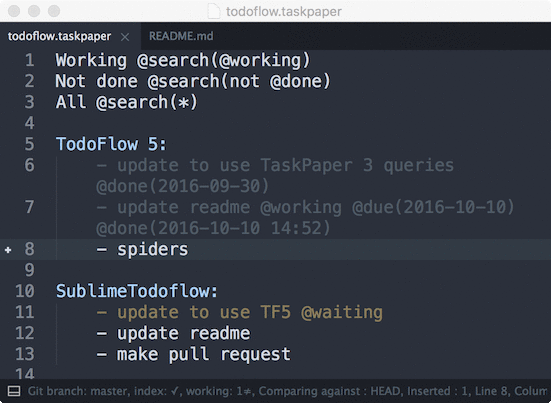 todoflow.taskpaper
todoflow.taskpaper × README.md
1 Working @search(@working)
2 Not done @search(not @done)
3 All @search(*)
4
5 TodoFlow 5:
6 - update to use TaskPaper 3 queries
@done(2016-09-30)
7 - update readme @working @due(2016-10-10)
@done(2016-10-10 14:52)
+ 8 - spiders
9
10 SublimeTodoflow:
11 - update to use TF5 @waiting
12 - update readme
13 - make pull request
14
Git branch: master, index: ✓, working: 1≠, Comparing against : HEAD, Inserted : 1, Line 8, Colum